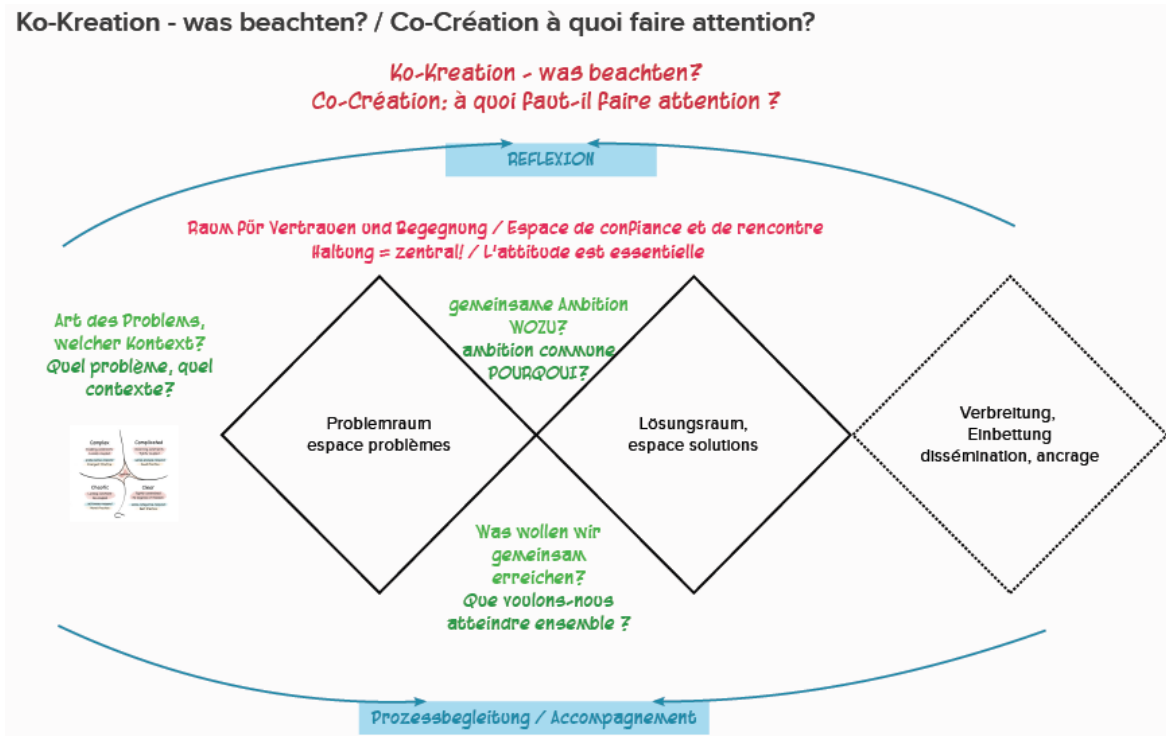 Ko-Kreation - was beachten? / Co-Création à quoi faire attention?
Ko-Kreation - was beachten?
Co-Création: à quoi faut-il faire attention ?
REFLEXION
Raum für Vertrauen und Begegnung / Espace de confiance et de rencontre
Haltung = zentral! / L'attitude est essentielle
Art des Problems,
welcher Kontext?
Quel problème, quel
contexte?
gemeinsame Ambition
WOZU?
ambition commune
POURQOUI?
Problemraum
espace problèmes
Lösungsraum,
espace solutions
Verbreitung,
Einbettung
dissémination, ancrage
Complex
Complicated
Chaotic
Clear
Was wollen wir
gemeinsam
erreichen?
Que voulons-nous
atteindre ensemble ?
Prozessbegleitung / Accompagnement